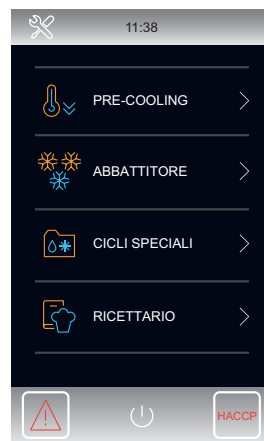 11:38
PRE-COOLING
ABBATTITORE
CICLI SPECIALI
RICETTARIO
HACCP